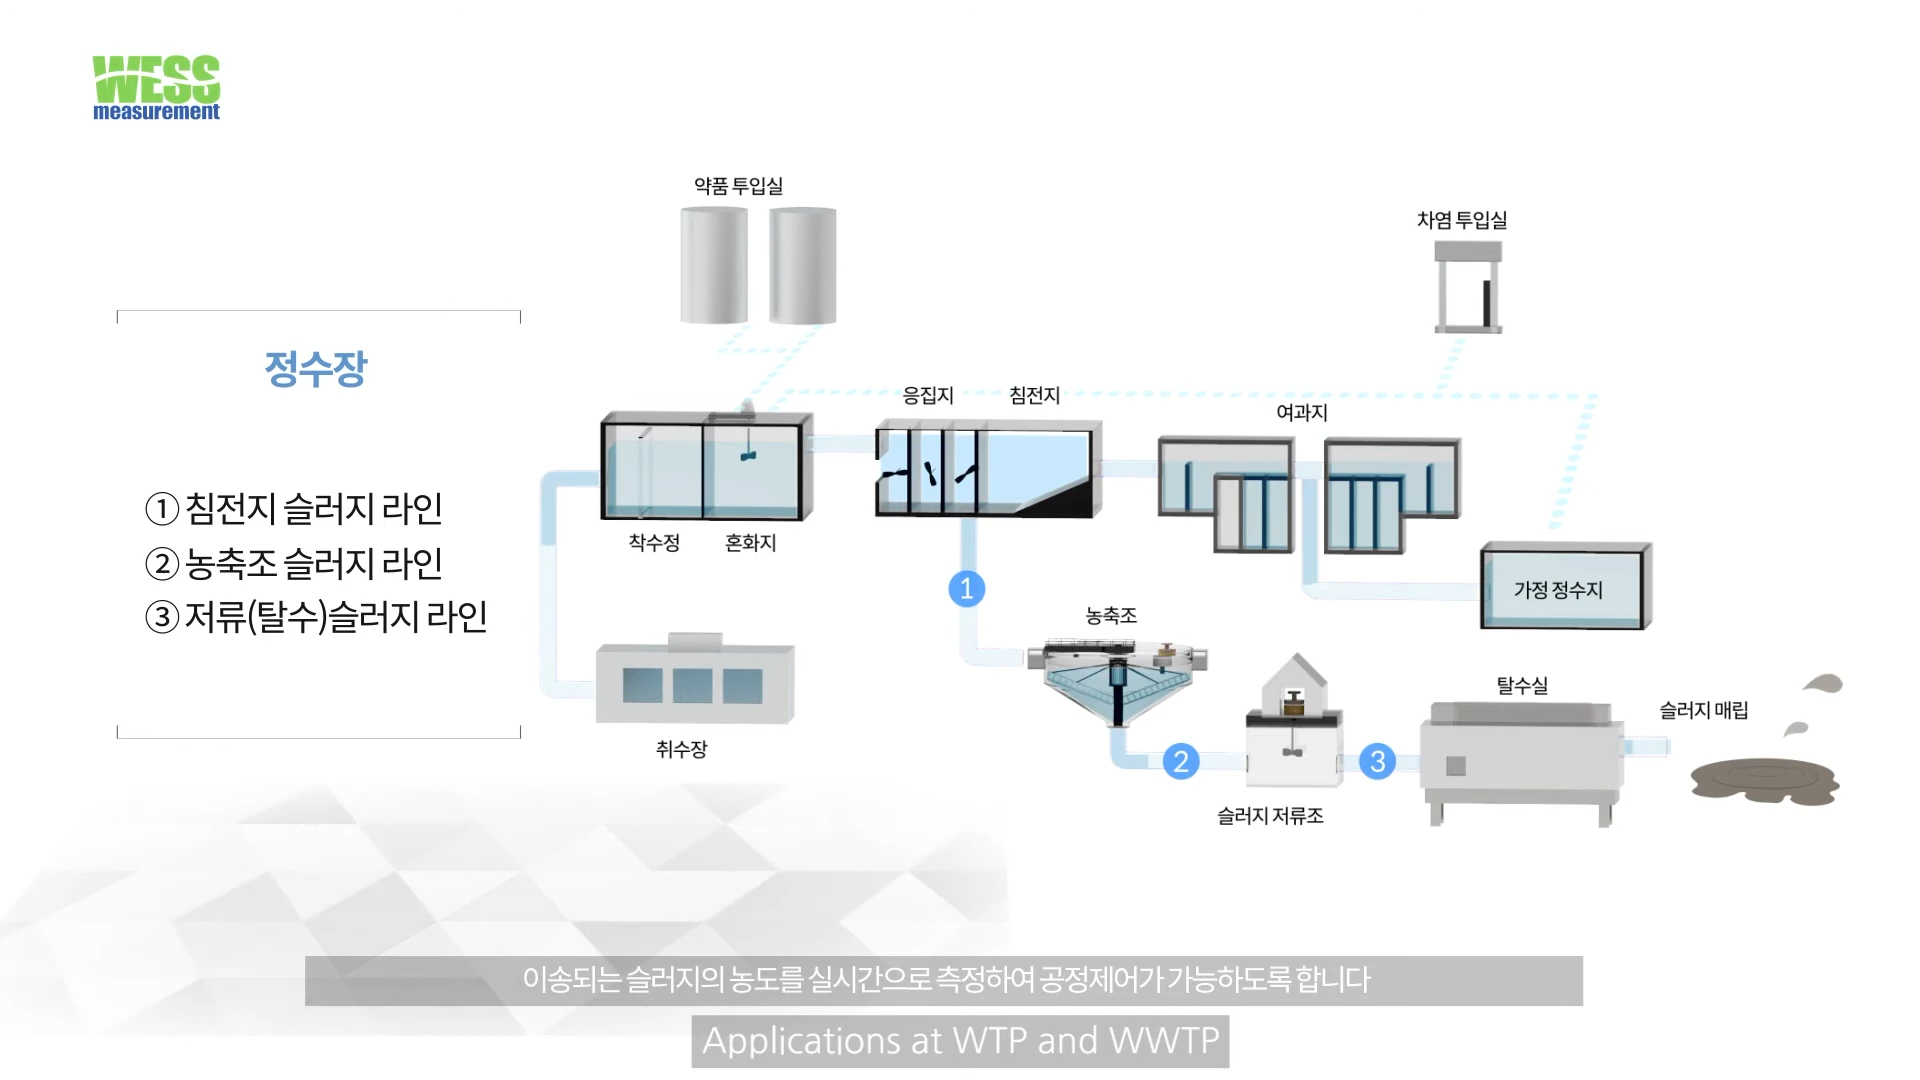 WESS
measurement
약품 투입실
차염 투입실
정수장
① 침전지 슬러지 라인
② 농축조 슬러지 라인
③ 저류(탈수)슬러지 라인
응집지
침전지
여과지
착수정
혼화지
1
가정 정수지
농축조
취수장
탈수실
슬러지 매립
2
3
슬러지 저류조
이송되는 슬러지의 농도를 실시간으로 측정하여 공정제어가 가능하도록 합니다
Applications at WTP and WWTP